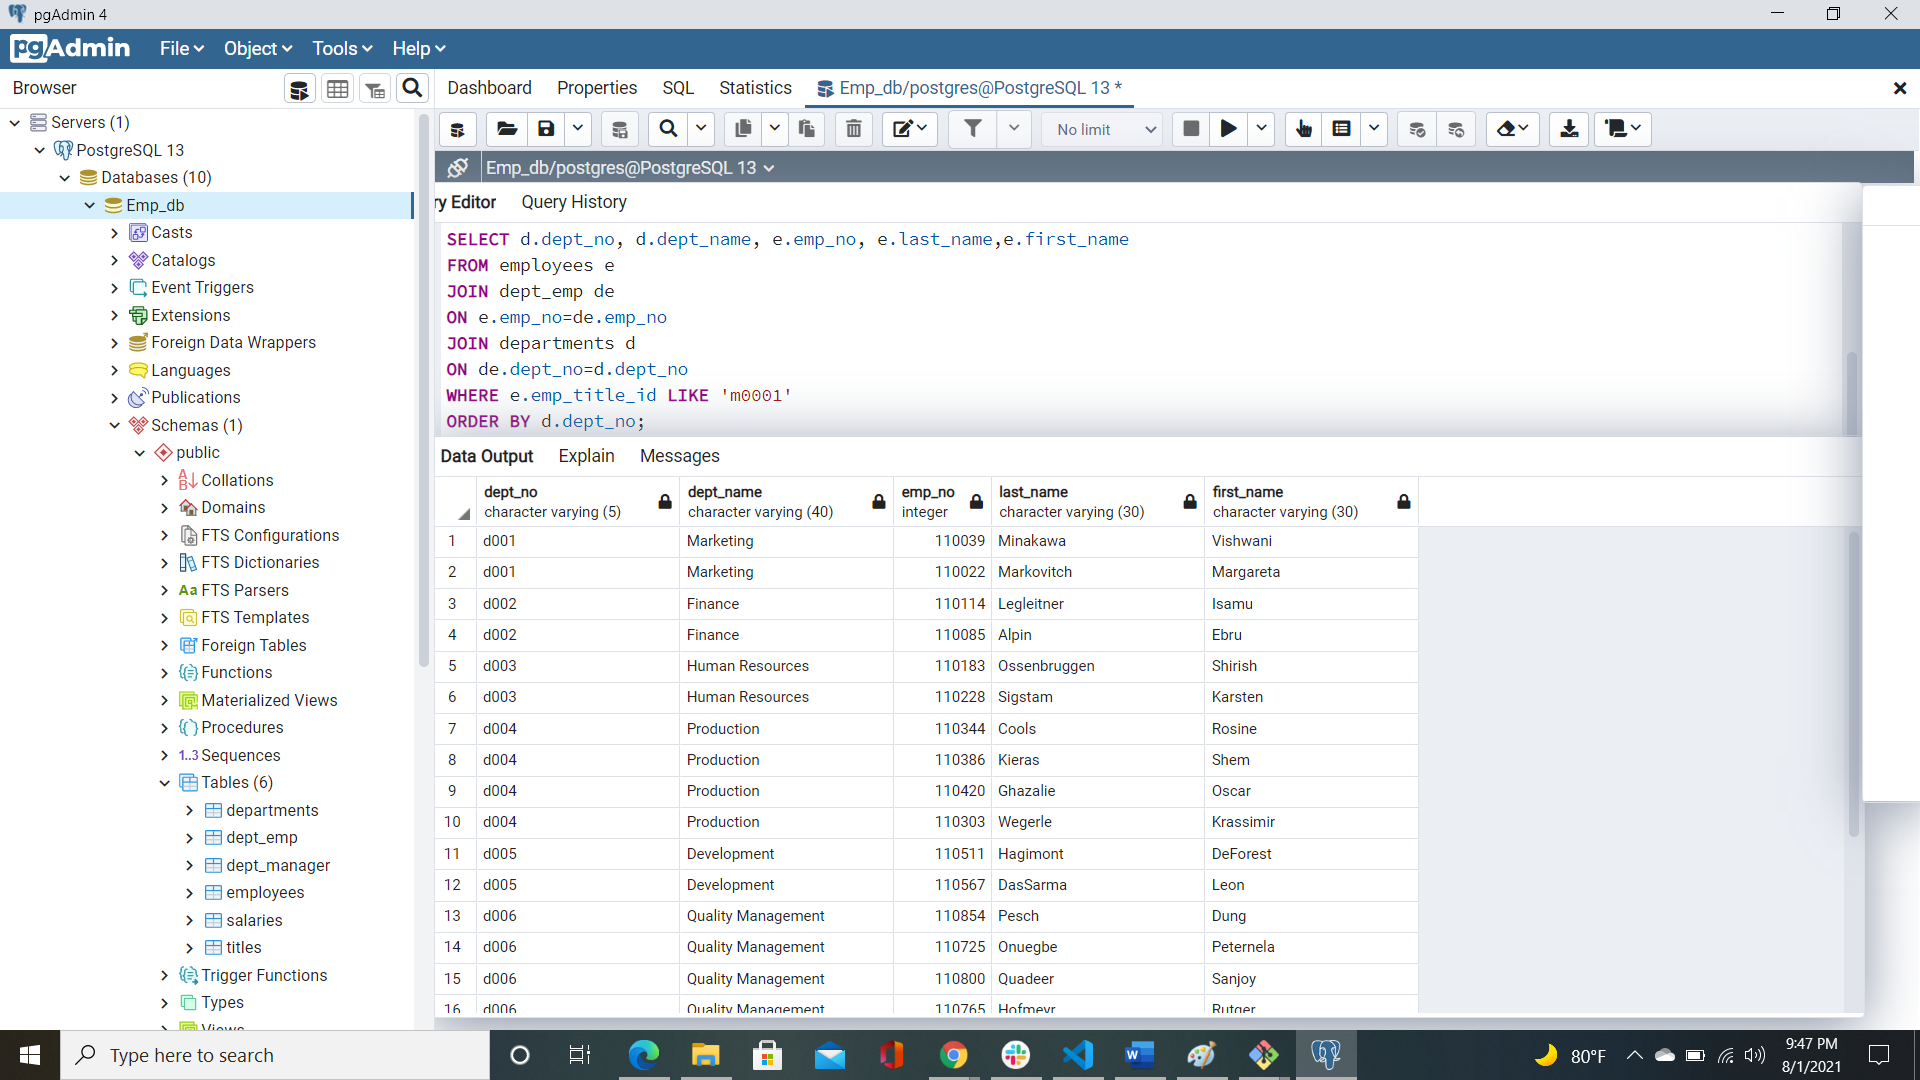 pgAdmin 4
pgAdmin File Object Tools Help
Browser
Dashboard Properties SQL Statistics Emp_db/postgres@PostgreSQL 13 *
No limit
Emp_db/postgres@PostgreSQL 13
ry Editor Query History
Servers (1)
PostgreSQL 13
Databases (10)
Emp_db
Casts
Catalogs
Event Triggers
Extensions
Foreign Data Wrappers
Languages
Publications
Schemas (1)
public
Collations
Domains
FTS Configurations
FTS Dictionaries
Aa FTS Parsers
FTS Templates
Foreign Tables
Functions
Materialized Views
Procedures
1..3 Sequences
Tables (6)
departments
dept_emp
dept_manager
employees
salaries
titles
Trigger Functions
Types
Views
SELECT d.dept_no, d.dept_name, e.emp_no, e.last_name,e.first_name
FROM employees e
JOIN dept_emp de
ON e.emp_no=de.emp_no
JOIN departments d
ON de.dept_no=d.dept_no
WHERE e.emp_title_id LIKE 'm0001'
ORDER BY d.dept_no;
Data Output Explain Messages
dept_no dept_name emp_no last_name first_name
character varying (5) character varying (40) integer character varying (30) character varying (30)
1 d001 Marketing 110039 Minakawa Vishwani
2 d001 Marketing 110022 Markovitch Margareta
3 d002 Finance 110114 Legleitner Isamu
4 d002 Finance 110085 Alpin Ebru
5 d003 Human Resources 110183 Ossenbruggen Shirish
6 d003 Human Resources 110228 Sigstam Karsten
7 d004 Production 110344 Cools Rosine
8 d004 Production 110386 Kieras Shem
9 d004 Production 110420 Ghazalie Oscar
10 d004 Production 110303 Wegerle Krassimir
11 d005 Development 110511 Hagimont DeForest
12 d005 Development 110567 DasSarma Leon
13 d006 Quality Management 110854 Pesch Dung
14 d006 Quality Management 110725 Onuegbe Peternela
15 d006 Quality Management 110800 Quadeer Sanjoy
16 d006 Quality Management 110765 Hofmeyr Rutger
Type here to search
80°F
9:47 PM
8/1/2021